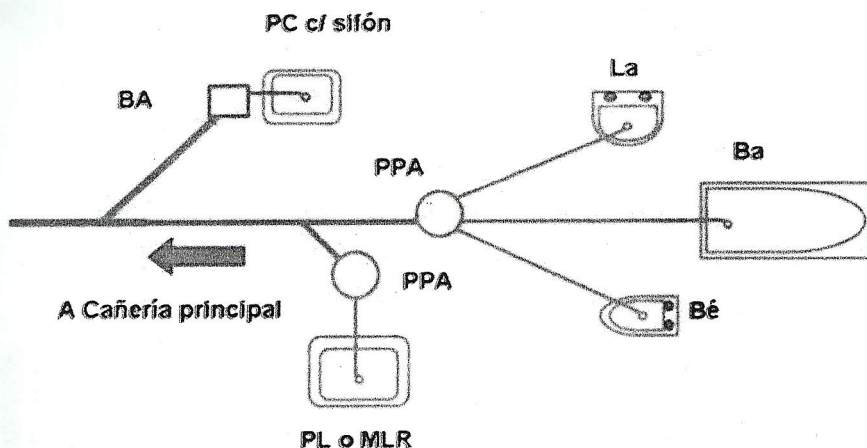 PC c/ sifón
La
BA
Ba
PPA
PPA
Bé
A Cañería principal
PL o MLR